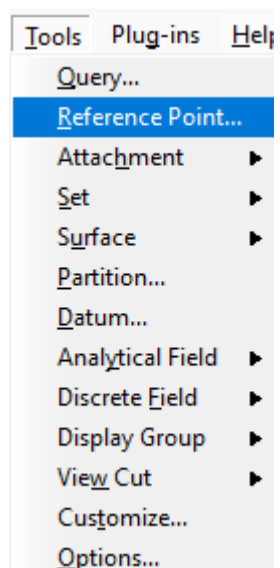 Tools Plug-ins Help
Query...
Reference Point...
Attachment
Set
Surface
Partition...
Datum...
Analytical Field
Discrete Field
Display Group
View Cut
Customize...
Options...